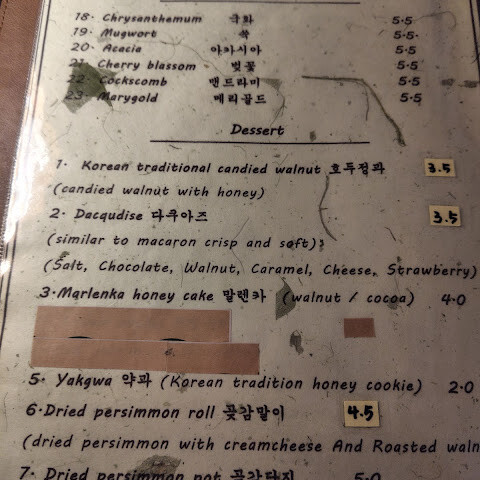 18. Chrysanthemum 국화 5.5
19. Mugwort 쑥 5.5
20. Acacia 아카시아 5.5
21. Cherry blassom 벚꽃 5.5
22. Cockscomb 맨드라미 5.5
23. Marygold 메리골드 5.5
Dessert
1. Korean traditional candied walnut 호두정과 3.5
(candied walnut with honey)
2. Dacqudise 다쿠아즈 3.5
(similar to macaron crisp and soft):
(Salt, Chocolate, Walnut, Caramel, Cheese, Strawberry)
3.Marlenka honey cake 말렌카 (walnut / cocoa) 4.0
5. Yakgwa 약과 (Korean tradition honey cookie) 2.0
6.Dried persimmon roll 곶감말이 4.5
(dried persimmon with creamcheese And Roasted waln
7. Dried persimmon pot 곶감단지 5.0